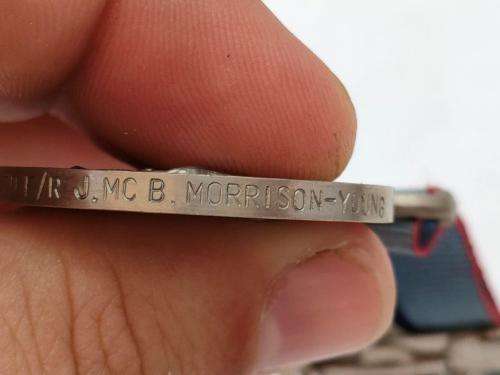 /R J. MC B. MORRISON-YOUNG